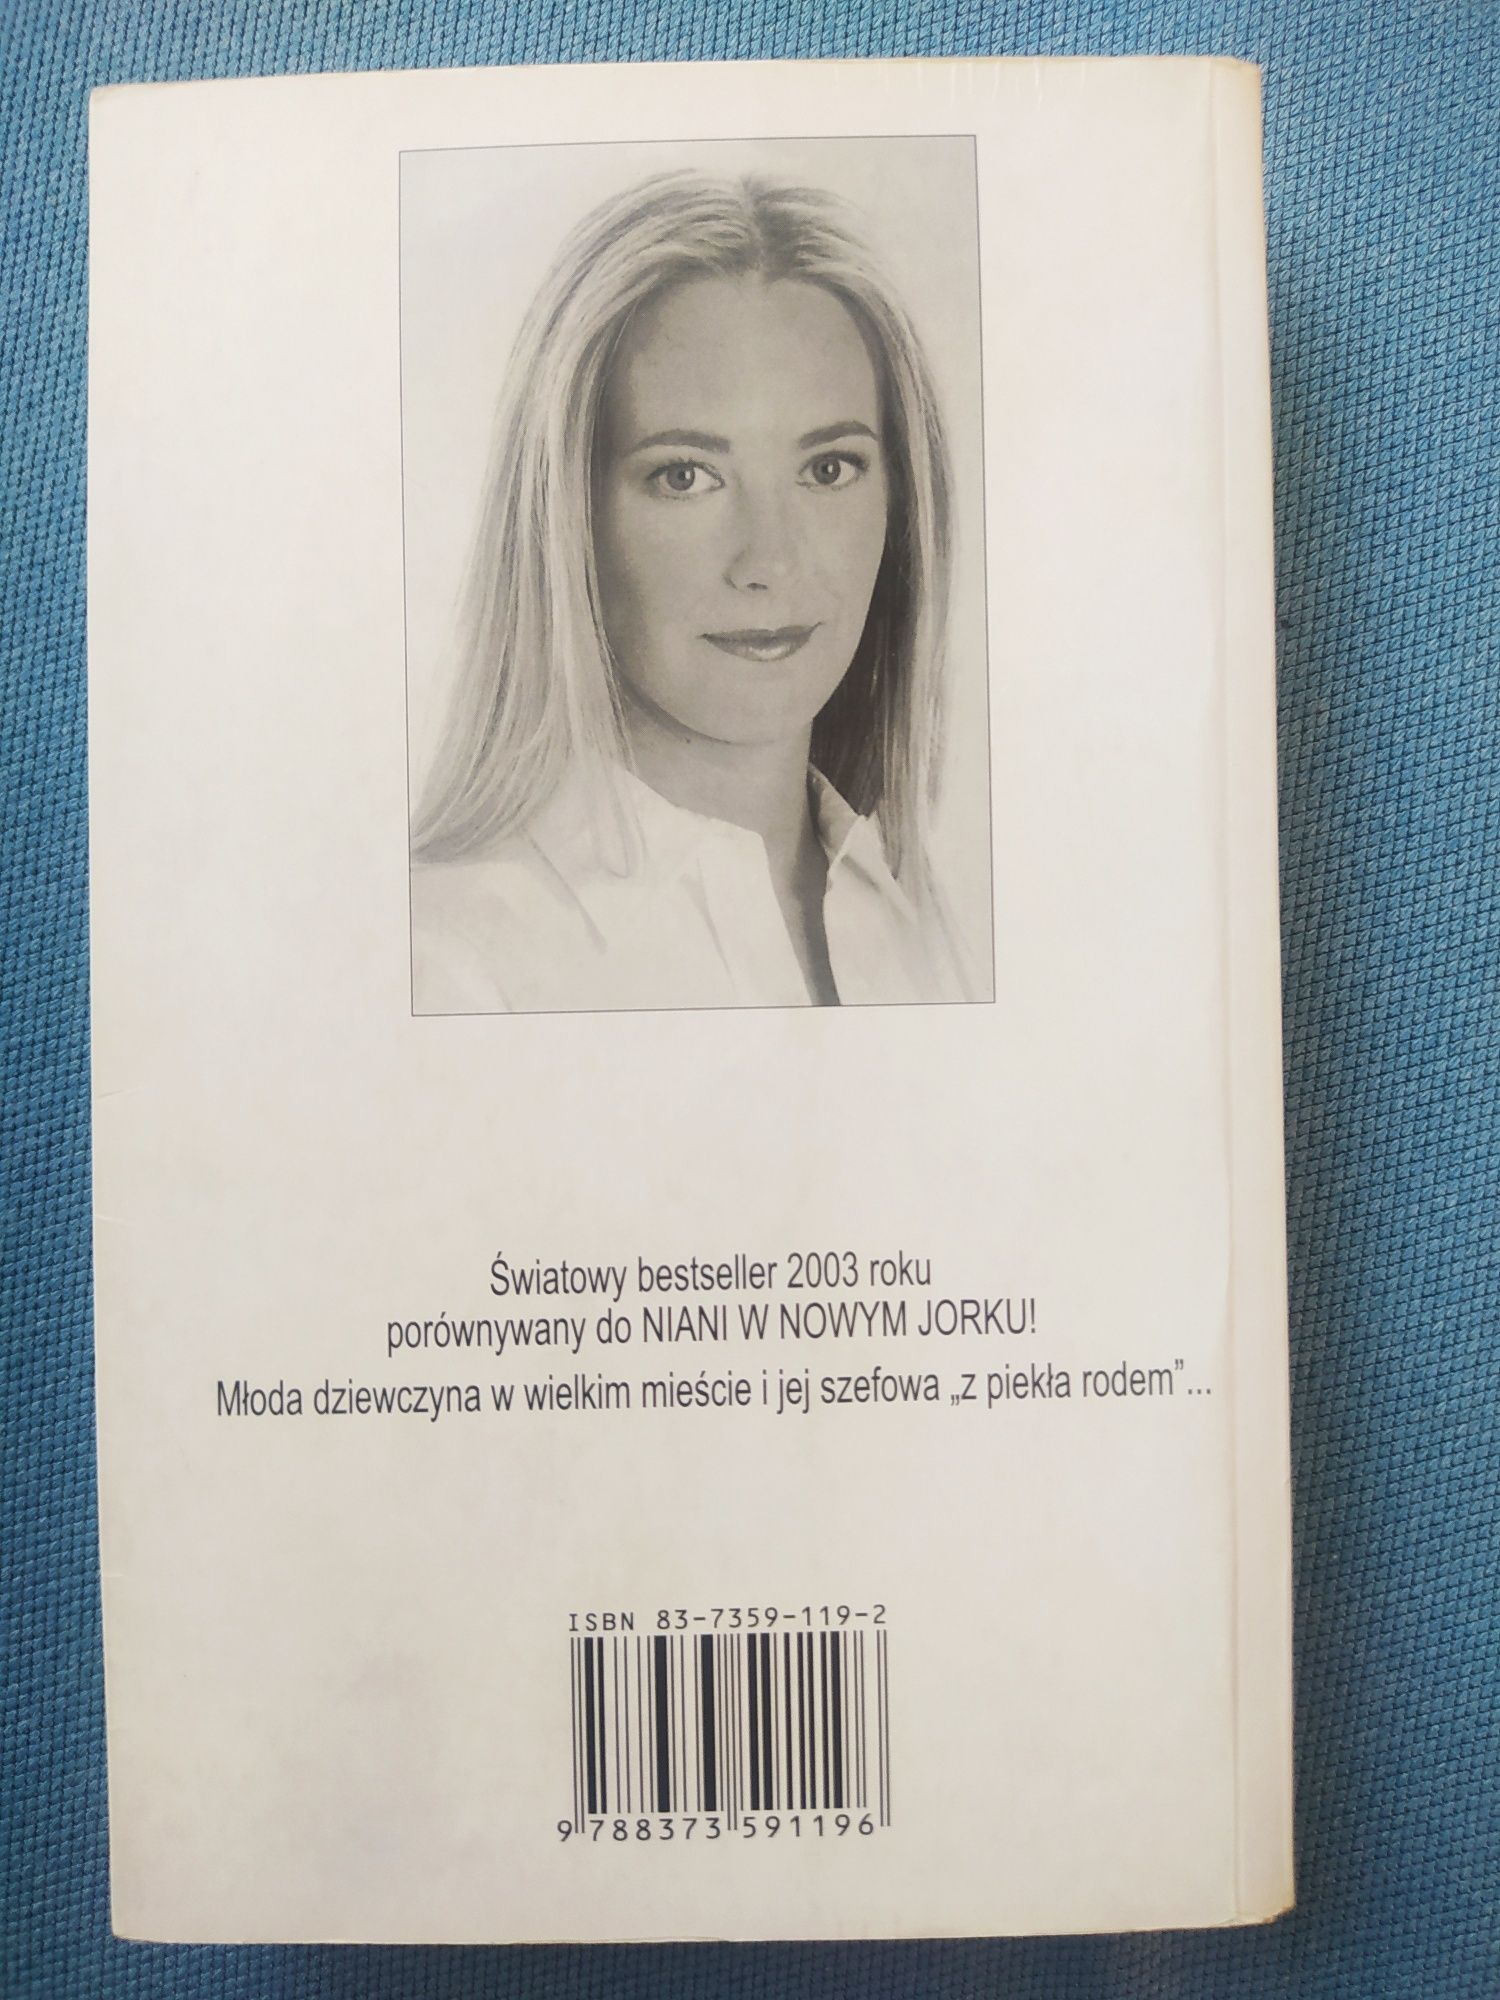 Światowy bestseller 2003 roku
porównywany do NIANI W NOWYM JORKU!
Młoda dziewczyna w wielkim mieście i jej szefowa „z piekła rodem”...
ISBN 83-7359-119-2
9 788373 591196